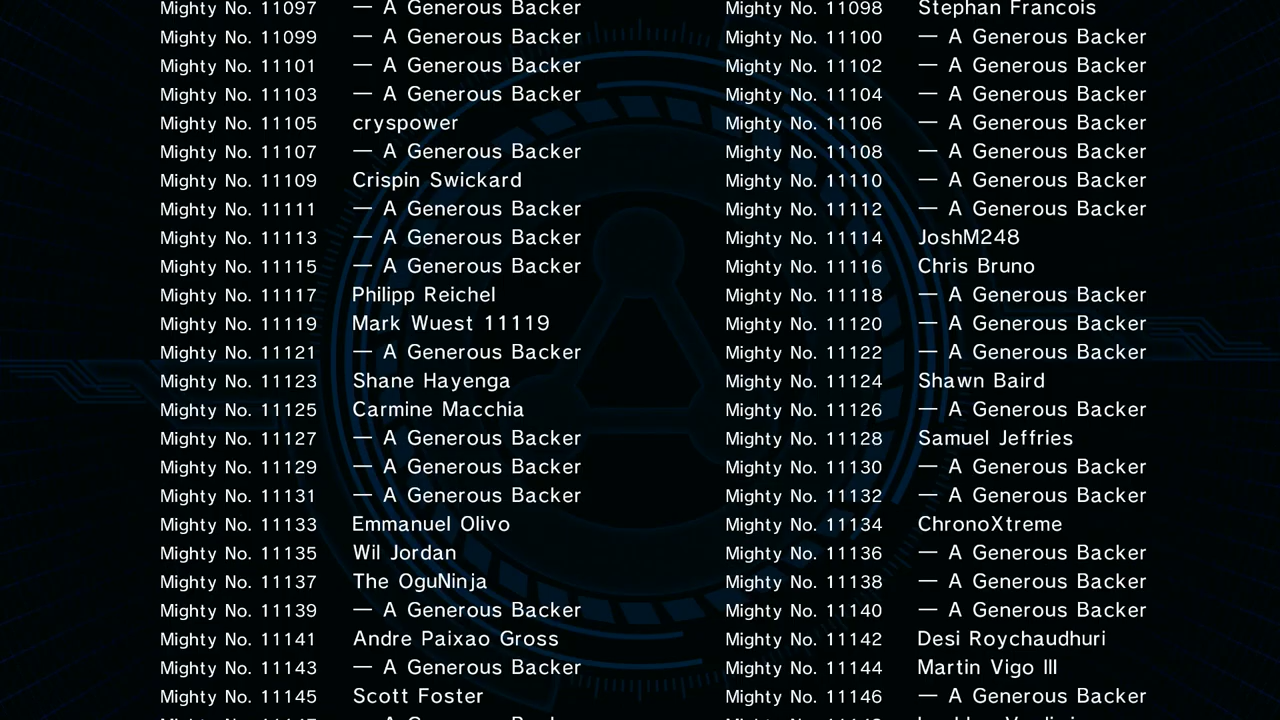 Mighty No. 11097 — A Generous Backer Mighty No. 11098 Stephan Francois
Mighty No. 11099 — A Generous Backer Mighty No. 11100 — A Generous Backer
Mighty No. 11101 — A Generous Backer Mighty No. 11102 — A Generous Backer
Mighty No. 11103 — A Generous Backer Mighty No. 11104 — A Generous Backer
Mighty No. 11105 cryspower Mighty No. 11106 — A Generous Backer
Mighty No. 11107 — A Generous Backer Mighty No. 11108 — A Generous Backer
Mighty No. 11109 Crispin Swickard Mighty No. 11110 — A Generous Backer
Mighty No. 11111 — A Generous Backer Mighty No. 11112 — A Generous Backer
Mighty No. 11113 — A Generous Backer Mighty No. 11114 JoshM248
Mighty No. 11115 — A Generous Backer Mighty No. 11116 Chris Bruno
Mighty No. 11117 Philipp Reichel Mighty No. 11118 — A Generous Backer
Mighty No. 11119 Mark Wuest 11119 Mighty No. 11120 — A Generous Backer
Mighty No. 11121 — A Generous Backer Mighty No. 11122 — A Generous Backer
Mighty No. 11123 Shane Hayenga Mighty No. 11124 Shawn Baird
Mighty No. 11125 Carmine Macchia Mighty No. 11126 — A Generous Backer
Mighty No. 11127 — A Generous Backer Mighty No. 11128 Samuel Jeffries
Mighty No. 11129 — A Generous Backer Mighty No. 11130 — A Generous Backer
Mighty No. 11131 — A Generous Backer Mighty No. 11132 — A Generous Backer
Mighty No. 11133 Emmanuel Olivo Mighty No. 11134 ChronoXtreme
Mighty No. 11135 Wil Jordan Mighty No. 11136 — A Generous Backer
Mighty No. 11137 The OguNinja Mighty No. 11138 — A Generous Backer
Mighty No. 11139 — A Generous Backer Mighty No. 11140 — A Generous Backer
Mighty No. 11141 Andre Paixao Gross Mighty No. 11142 Desi Roychaudhuri
Mighty No. 11143 — A Generous Backer Mighty No. 11144 Martin Vigo III
Mighty No. 11145 Scott Foster Mighty No. 11146 — A Generous Backer